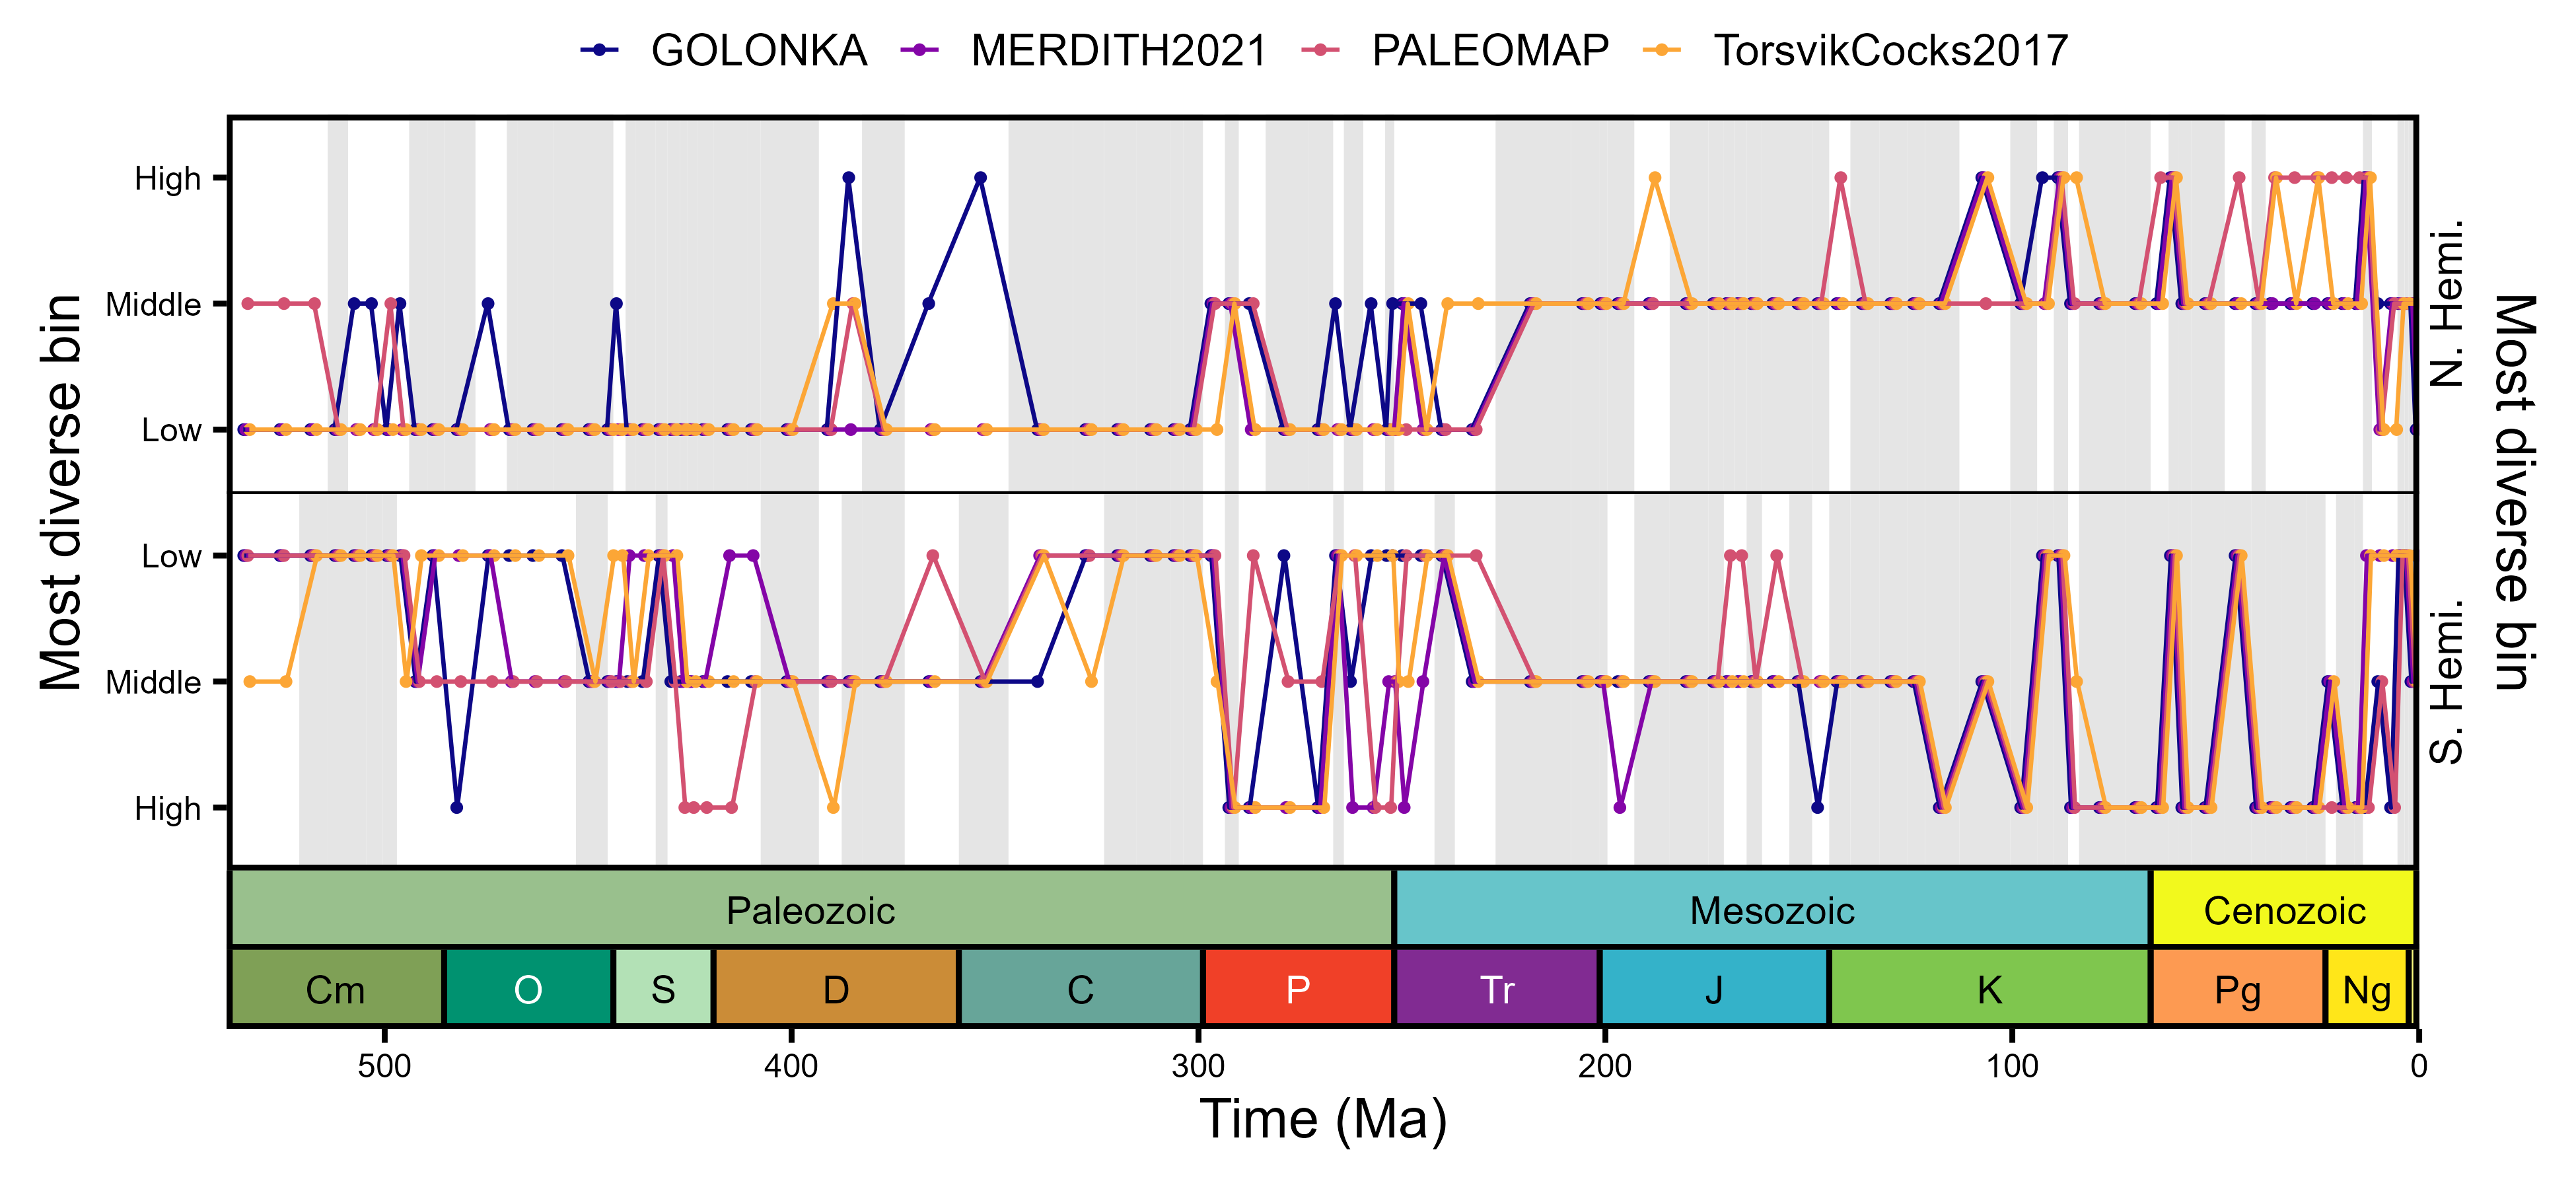 GOLONKA MERDITH2021 PALEOMAP TorsvikCocks2017
Most diverse bin
High
Middle
Low
N. Hemi.
Low
Middle
High
S. Hemi.
Most diverse bin
Paleozoic Mesozoic Cenozoic
Cm O S D C P Tr J K Pg Ng
500 400 300 200 100 0
Time (Ma)